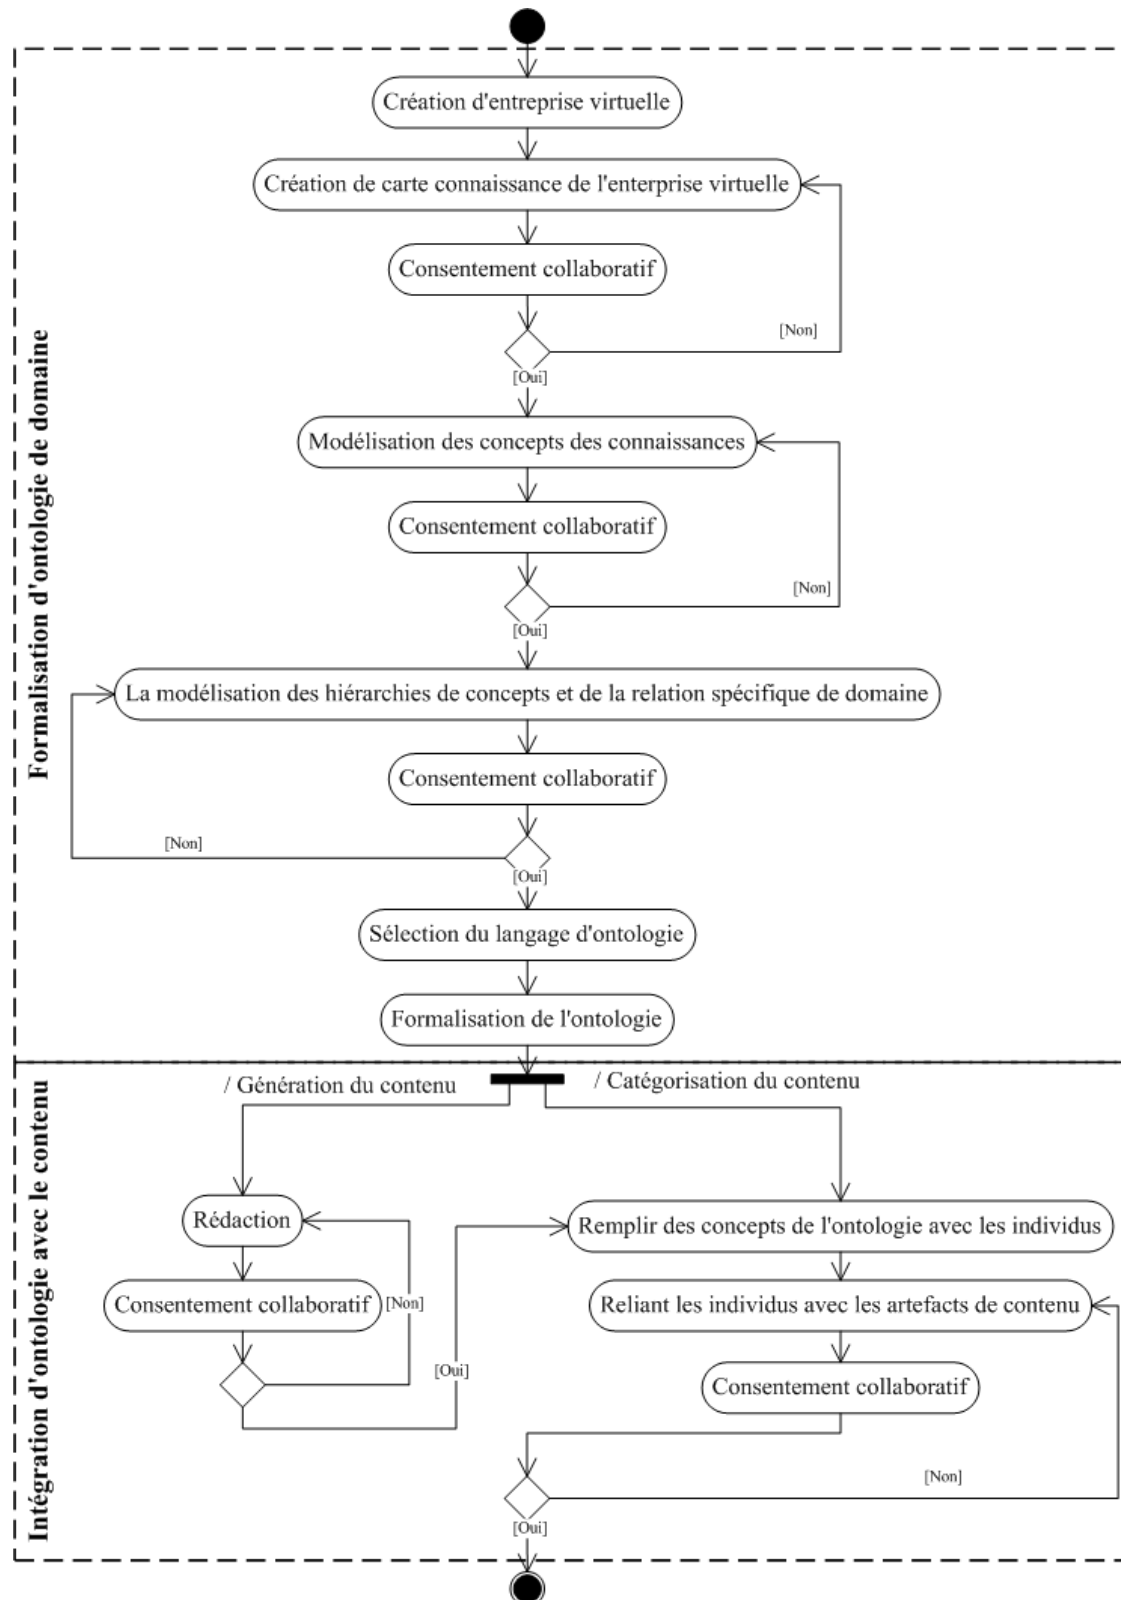 Formalisation d'ontologie de domaine
Création d'entreprise virtuelle
Création de carte connaissance de l'enterprise virtuelle
Consentement collaboratif
[Non]
[Oui]
Modélisation des concepts des connaissances
Consentement collaboratif
[Non]
[Oui]
La modélisation des hiérarchies de concepts et de la relation spécifique de domaine
Consentement collaboratif
[Non]
[Oui]
Sélection du langage d'ontologie
Formalisation de l'ontologie
Intégration d'ontologie avec le contenu
/ Génération du contenu
/ Catégorisation du contenu
Rédaction
Consentement collaboratif
[Non]
[Oui]
Remplir des concepts de l'ontologie avec les individus
Reliant les individus avec les artefacts de contenu
Consentement collaboratif
[Non]
[Oui]